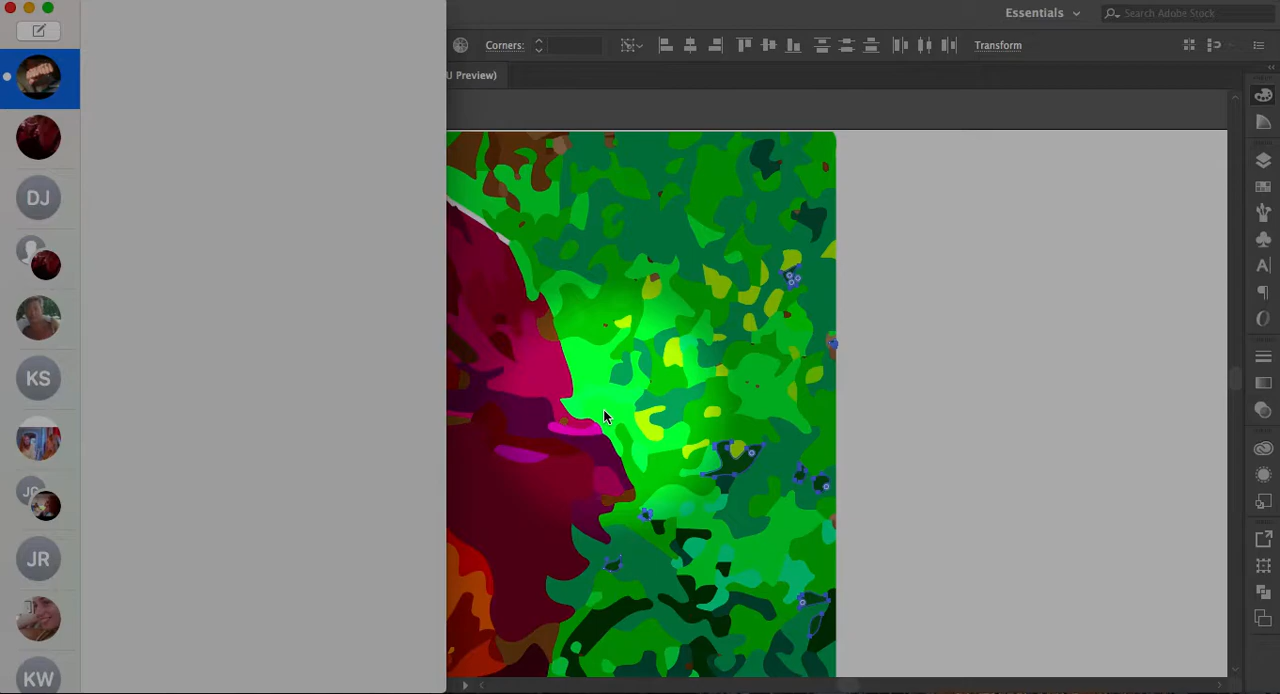 Essentials
Search Adobe Stock
Corners:
Transform
U Preview)
DJ
KS
JR
KW